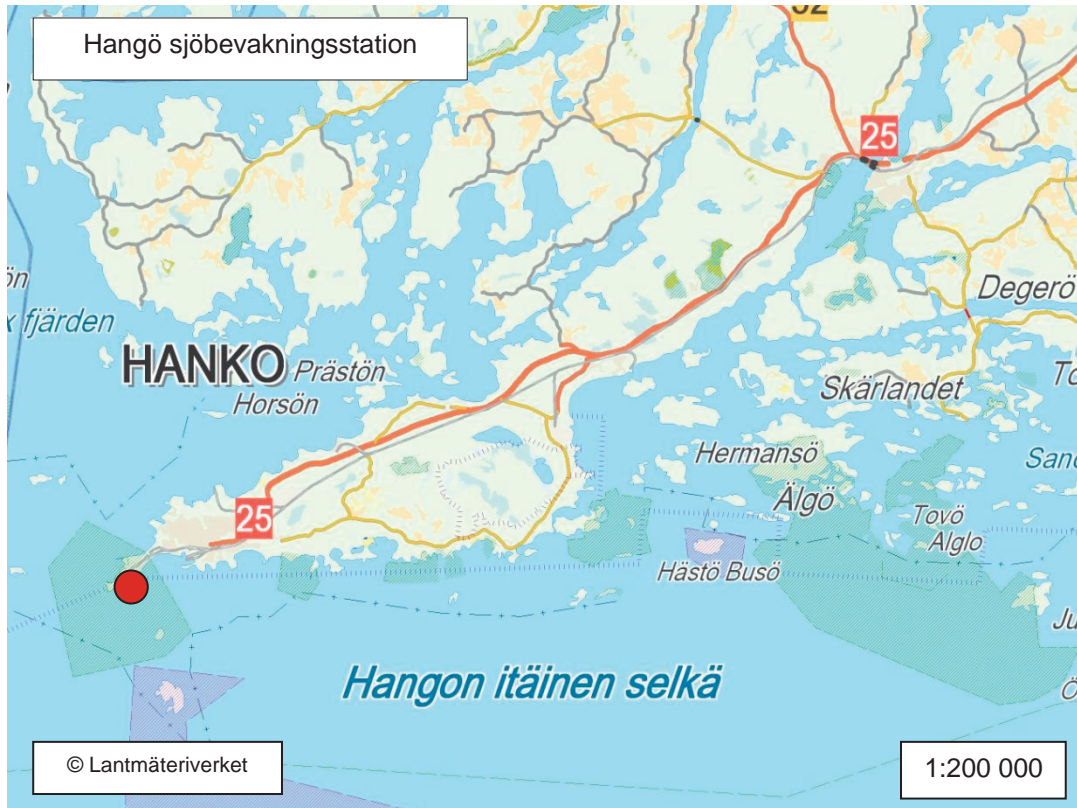 Hangö sjöbevakningsstation
25
Degerö
fjärden
HANKO
Prästön
Horsön
Skärlandet
Hermansö
Älgö
Tovö
Älglo
25
Hästö Busö
Hangon itäinen selkä
© Lantmäteriverket
1:200 000